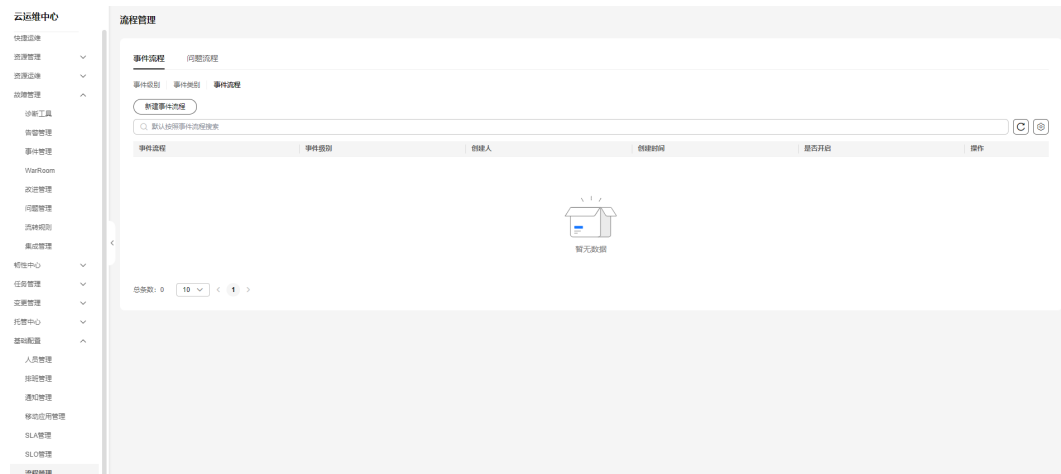 云运维中心
快捷运维
资源管理
资源运维
故障管理
诊断工具
告警管理
事件管理
WarRoom
改进管理
问题管理
流转规则
集成管理
韧性中心
任务管理
变更管理
托管中心
基础配置
人员管理
排班管理
通知管理
移动应用管理
SLA管理
SLO管理
流程管理
流程管理
事件流程 问题流程
事件级别 事件类别 事件流程
新建事件流程
默认按照事件流程搜索
事件流程 事件级别 创建人 创建时间 是否开启 操作
暂无数据
总条数: 0 10 1